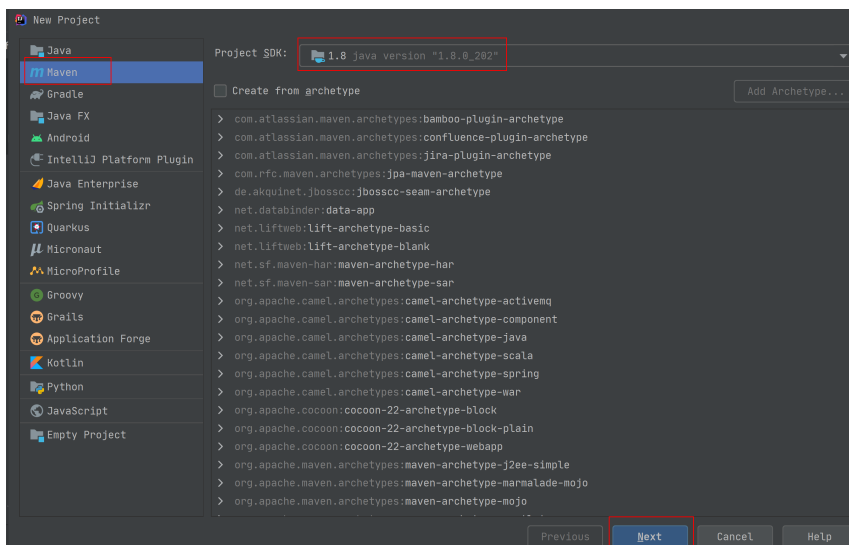 New Project
Java
Maven
Gradle
Java FX
Android
IntelliJ Platform Plugin
Java Enterprise
Spring Initializr
Quarkus
Micronaut
MicroProfile
Groovy
Grails
Application Forge
Kotlin
Python
JavaScript
Empty Project
Project SDK: 1.8 java version "1.8.0_202"
Create from archetype
Add Archetype...
com.atlassian.maven.archetypes:bamboo-plugin-archetype
com.atlassian.maven.archetypes:confluence-plugin-archetype
com.atlassian.maven.archetypes:jira-plugin-archetype
com.rfc.maven.archetypes:jpa-maven-archetype
de.akquinet.jbosscc:jbosscc-seam-archetype
net.databinder:data-app
net.liftweb:lift-archetype-basic
net.liftweb:lift-archetype-blank
net.sf.maven-har:maven-archetype-har
net.sf.maven-sar:maven-archetype-sar
org.apache.camel.archetypes:camel-archetype-activemq
org.apache.camel.archetypes:camel-archetype-component
org.apache.camel.archetypes:camel-archetype-java
org.apache.camel.archetypes:camel-archetype-scala
org.apache.camel.archetypes:camel-archetype-spring
org.apache.camel.archetypes:camel-archetype-war
org.apache.cocoon:cocoon-22-archetype-block
org.apache.cocoon:cocoon-22-archetype-block-plain
org.apache.cocoon:cocoon-22-archetype-webapp
org.apache.maven.archetypes:maven-archetype-j2ee-simple
org.apache.maven.archetypes:maven-archetype-marmalade-mojo
org.apache.maven.archetypes:maven-archetype-mojo
Previous
Next
Cancel
Help